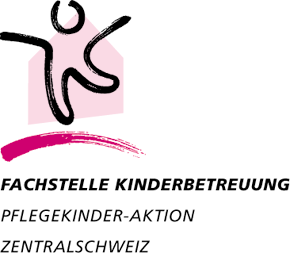 FACHSTELLE KINDERBETREUUNG
PFLEGEKINDER-AKTION
ZENTRALSCHWEIZ